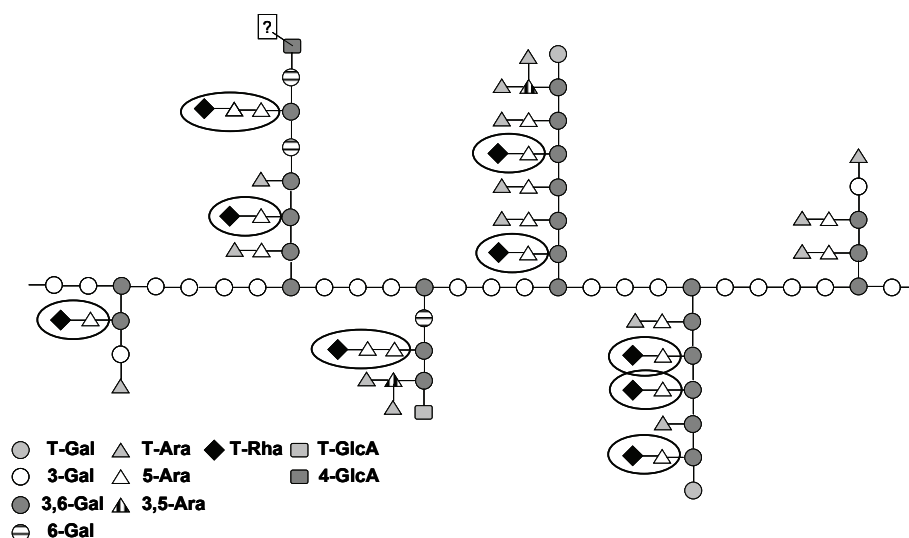 ?
T-Gal T-Ara T-Rha T-GlcA
3-Gal 5-Ara 4-GlcA
3,6-Gal 3,5-Ara
6-Gal